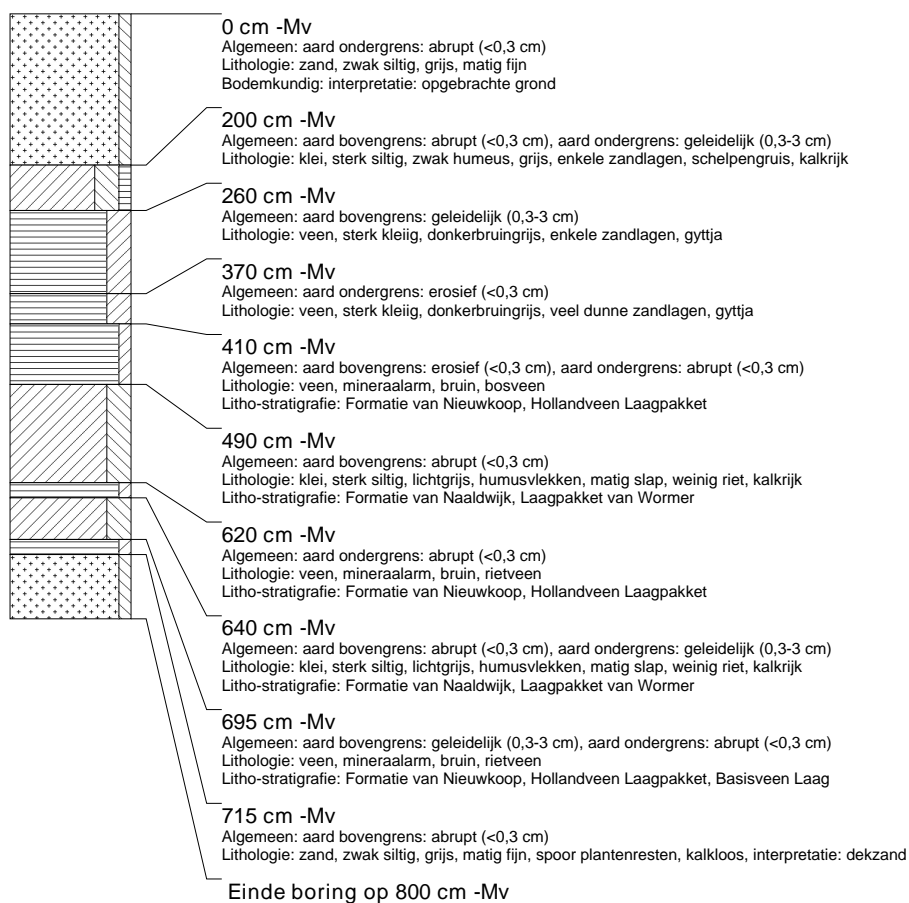 0 cm -Mv
Algemeen: aard ondergrens: abrupt (<0,3 cm)
Lithologie: zand, zwak siltig, grijs, matig fijn
Bodemkundig: interpretatie: opgebrachte grond
200 cm -Mv
Algemeen: aard bovengrens: abrupt (<0,3 cm), aard ondergrens: geleidelijk (0,3-3 cm)
Lithologie: klei, sterk siltig, zwak humeus, grijs, enkele zandlagen, schelpengruis, kalkrijk
260 cm -Mv
Algemeen: aard bovengrens: geleidelijk (0,3-3 cm)
Lithologie: veen, sterk kleiig, donkerbruingrijs, enkele zandlagen, gyttja
370 cm -Mv
Algemeen: aard ondergrens: erosief (<0,3 cm)
Lithologie: veen, sterk kleiig, donkerbruingrijs, veel dunne zandlagen, gyttja
410 cm -Mv
Algemeen: aard bovengrens: erosief (<0,3 cm), aard ondergrens: abrupt (<0,3 cm)
Lithologie: veen, mineraalarm, bruin, bosveen
Litho-stratigrafie: Formatie van Nieuwkoop, Hollandveen Laagpakket
490 cm -Mv
Algemeen: aard bovengrens: abrupt (<0,3 cm)
Lithologie: klei, sterk siltig, lichtgrijs, humusvlekken, matig slap, weinig riet, kalkrijk
Litho-stratigrafie: Formatie van Naaldwijk, Laagpakket van Wormer
620 cm -Mv
Algemeen: aard ondergrens: abrupt (<0,3 cm)
Lithologie: veen, mineraalarm, bruin, rietveen
Litho-stratigrafie: Formatie van Nieuwkoop, Hollandveen Laagpakket
640 cm -Mv
Algemeen: aard bovengrens: abrupt (<0,3 cm), aard ondergrens: geleidelijk (0,3-3 cm)
Lithologie: klei, sterk siltig, lichtgrijs, humusvlekken, matig slap, weinig riet, kalkrijk
Litho-stratigrafie: Formatie van Naaldwijk, Laagpakket van Wormer
695 cm -Mv
Algemeen: aard bovengrens: geleidelijk (0,3-3 cm), aard ondergrens: abrupt (<0,3 cm)
Lithologie: veen, mineraalarm, bruin, rietveen
Litho-stratigrafie: Formatie van Nieuwkoop, Hollandveen Laagpakket, Basisveen Laag
715 cm -Mv
Algemeen: aard bovengrens: abrupt (<0,3 cm)
Lithologie: zand, zwak siltig, grijs, matig fijn, spoor plantenresten, kalkloos, interpretatie: dekzand
Einde boring op 800 cm -Mv